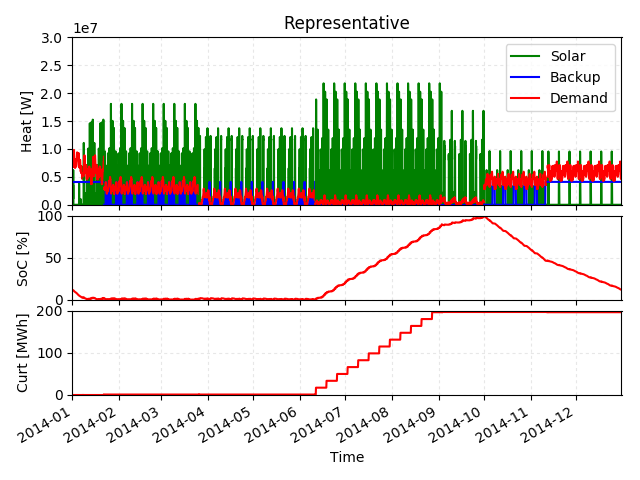 Representative
1e7
3.0
2.5
2.0
1.5
1.0
0.5
0.0
Heat [W]
Solar
Backup
Demand
100
50
0
SoC [%]
200
100
0
Curt [MWh]
2014-01
2014-02
2014-03
2014-04
2014-05
2014-06
2014-07
2014-08
2014-09
2014-10
2014-11
2014-12
Time